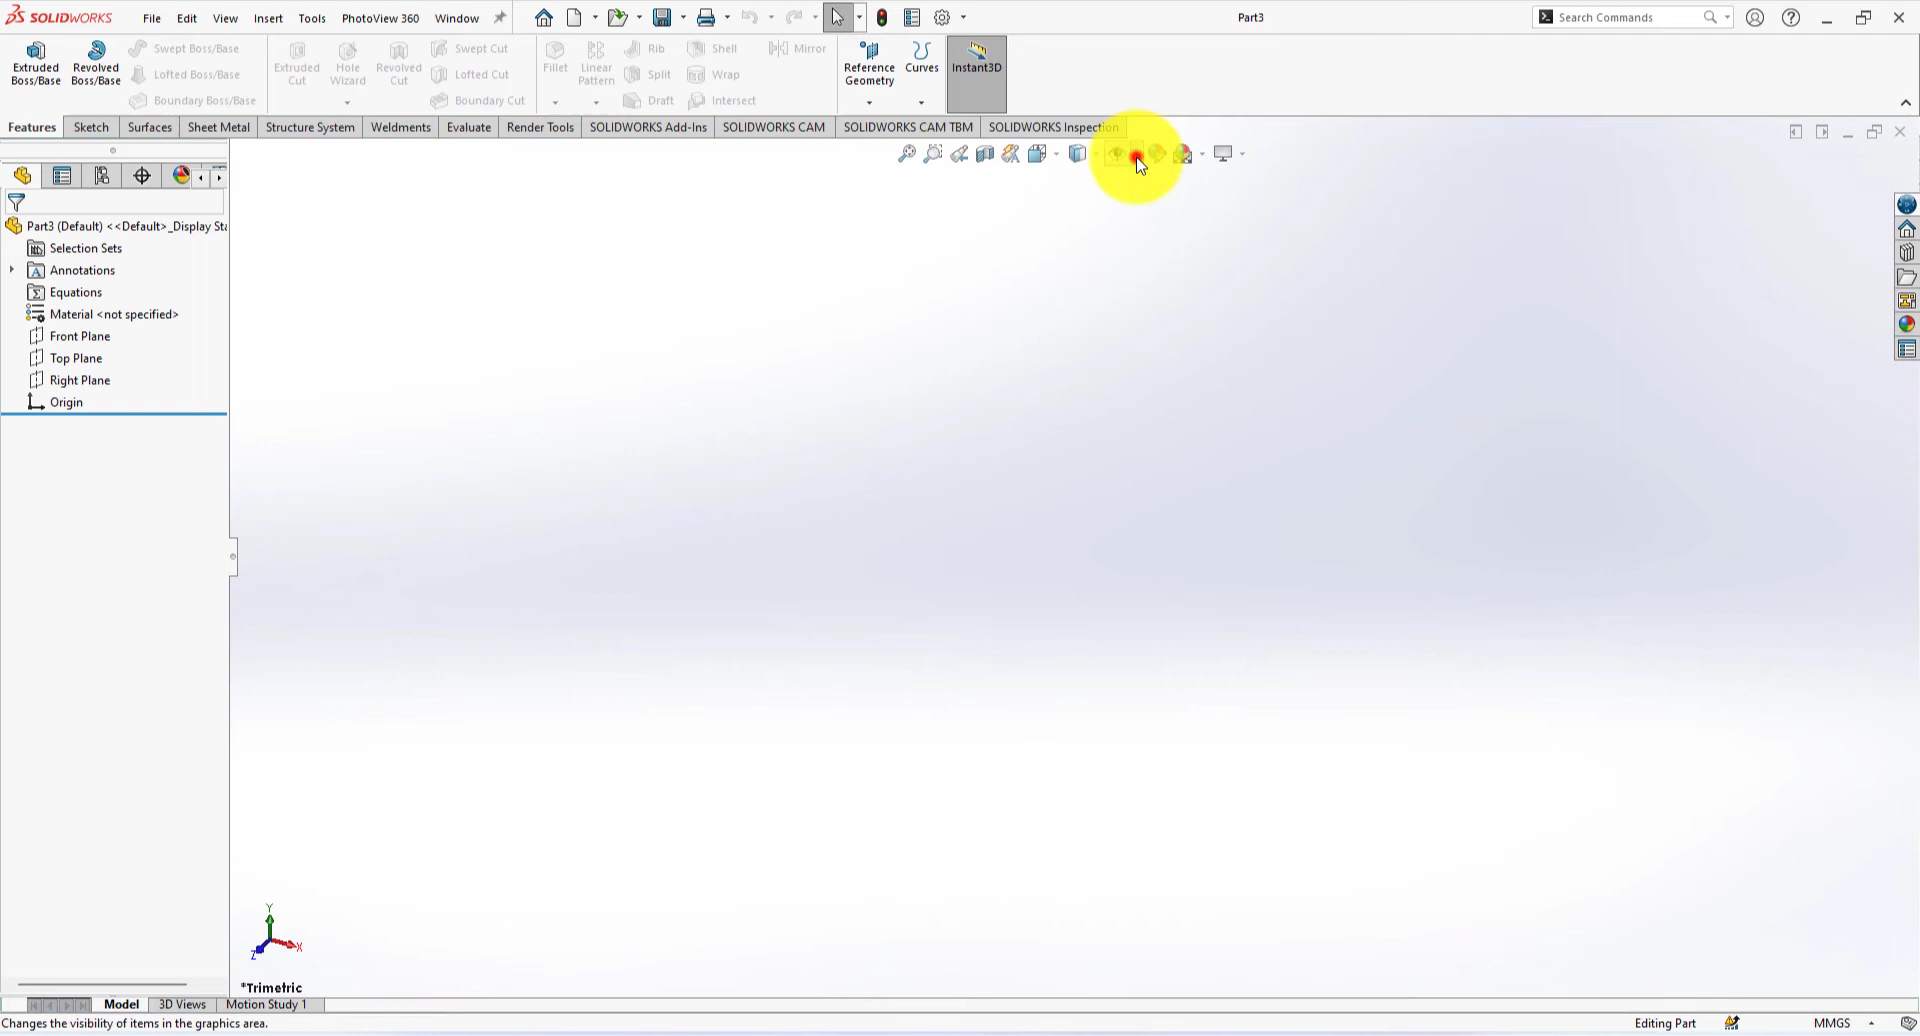 SOLIDWORKS File Edit View Insert Tools PhotoView 360 Window Part3 Search Commands
Extruded Boss/Base
Revolved Boss/Base
Swept Boss/Base
Lofted Boss/Base
Boundary Boss/Base
Extruded Cut
Hole Wizard
Revolved Cut
Swept Cut
Lofted Cut
Boundary Cut
Fillet
Linear Pattern
Rib
Split
Draft
Shell
Wrap
Intersect
Mirror
Reference Geometry
Curves
Instant3D
Features Sketch Surfaces Sheet Metal Structure System Weldments Evaluate Render Tools SOLIDWORKS Add-Ins SOLIDWORKS CAM SOLIDWORKS CAM TBM SOLIDWORKS Inspection
Part3 (Default) <<Default>_Display Sta
Selection Sets
Annotations
Equations
Material <not specified>
Front Plane
Top Plane
Right Plane
Origin
Y
X
Z
*Trimetric
Model 3D Views Motion Study 1
Changes the visibility of items in the graphics area. Editing Part MMGS